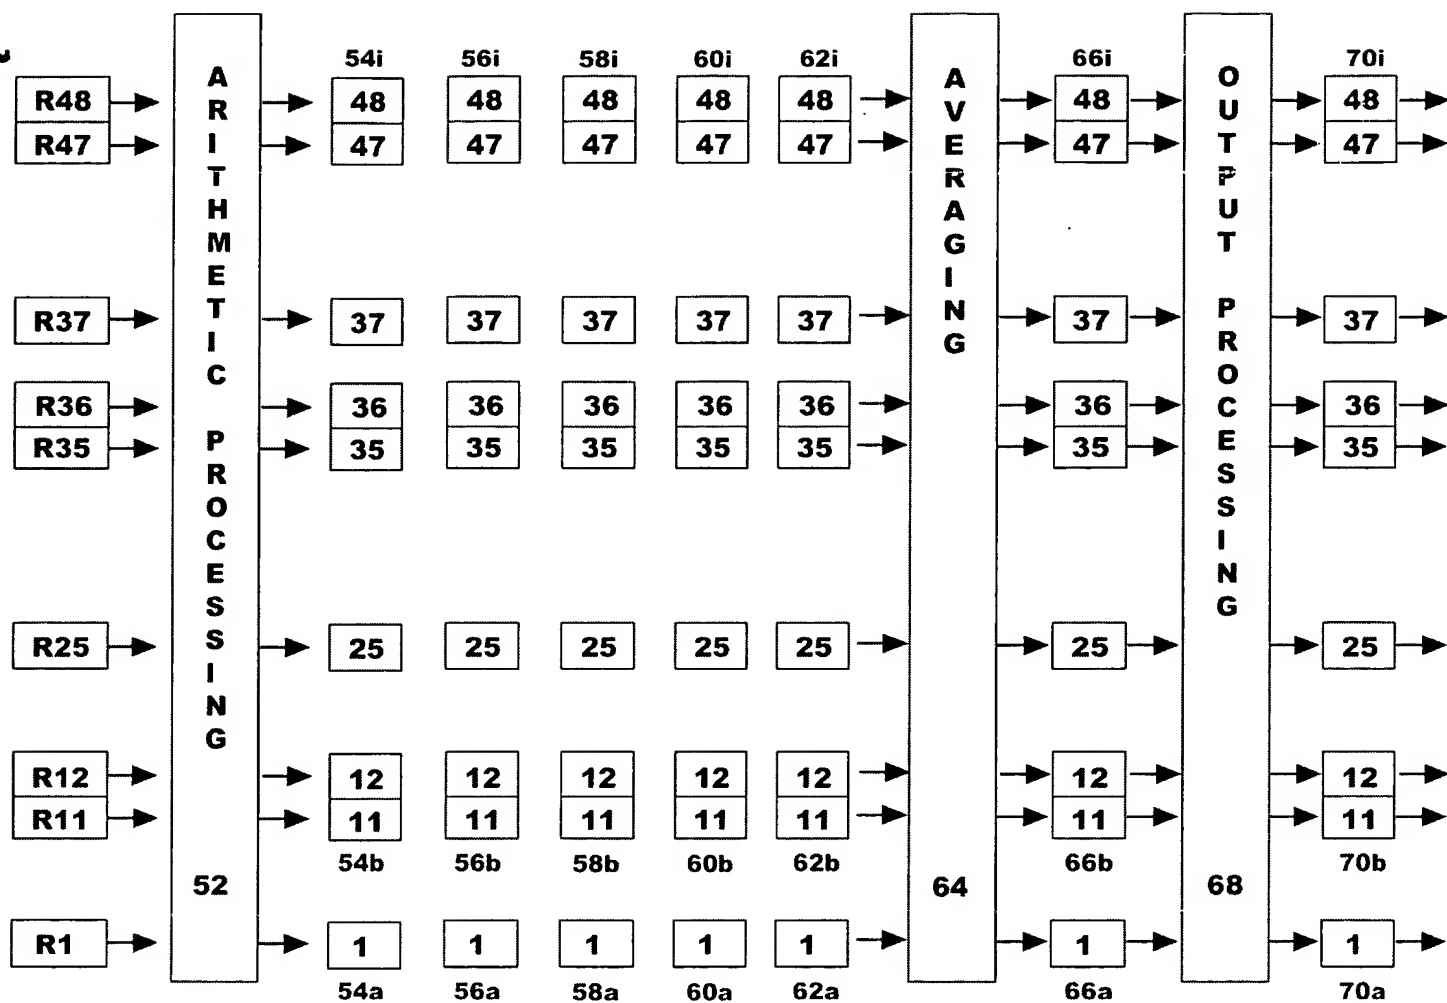 54i 56i 58i 60i 62i 66i 70i
R48 48 48 48 48 48 48 48
R47 47 47 47 47 47 47 47
R37 37 37 37 37 37 37 37
R36 36 36 36 36 36 36 36
R35 35 35 35 35 35 35 35
R25 25 25 25 25 25 25 25
R12 12 12 12 12 12 12 12
R11 11 11 11 11 11 11 11
54b 56b 58b 60b 62b 66b 70b
R1 1 1 1 1 1 1 1
54a 56a 58a 60a 62a 66a 70a
ARITHMETIC PROCESSING
52
AVERAGING
64
OUTPUT PROCESSING
68